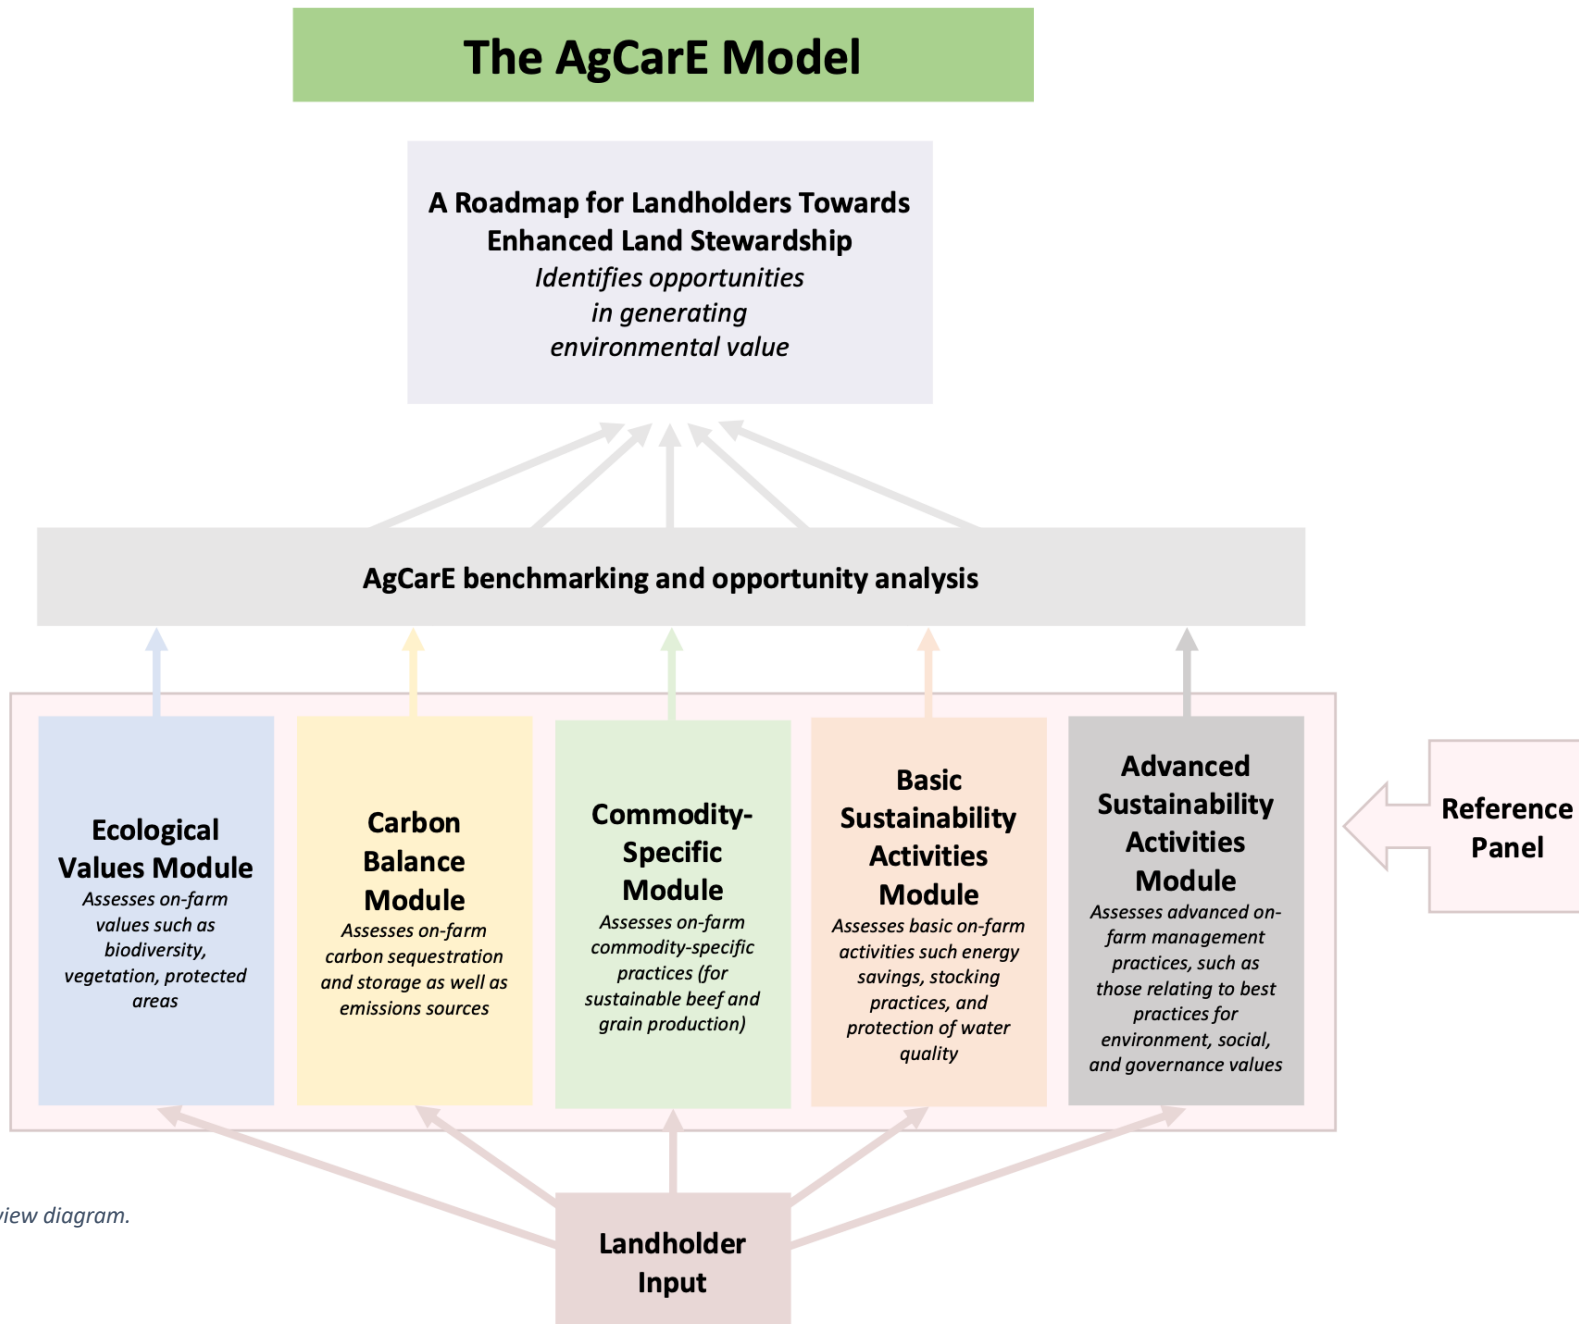 The AgCarE Model
A Roadmap for Landholders Towards
Enhanced Land Stewardship
Identifies opportunities
in generating
environmental value
AgCarE benchmarking and opportunity analysis
Ecological
Values Module
Assesses on-farm
values such as
biodiversity,
vegetation, protected
areas
Carbon
Balance
Module
Assesses on-farm
carbon sequestration
and storage as well as
emissions sources
Commodity-
Specific
Module
Assesses on-farm
commodity-specific
practices (for
sustainable beef and
grain production)
Basic
Sustainability
Activities
Module
Assesses basic on-farm
activities such energy
savings, stocking
practices, and
protection of water
quality
Advanced
Sustainability
Activities
Module
Assesses advanced on-
farm management
practices, such as
those relating to best
practices for
environment, social,
and governance values
Reference
Panel
diagram.
Landholder
Input